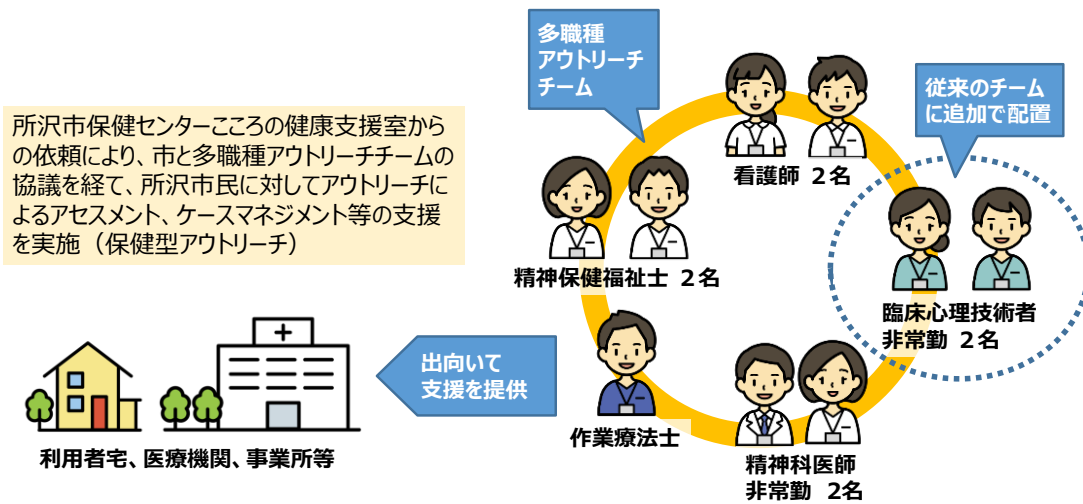 多職種
アウトリーチ
チーム
従来のチーム
に追加で配置
所沢市保健センターこころの健康支援室か​ら
の依頼により、市と多職種アウトリーチチームの
協議を経て、所沢市民に対してアウトリーチに
よるアセスメント、ケースマネジメント等の支援
を実施（保健型アウトリーチ）
看護師 2名
精神保健福祉士 2名
臨床心理技術者
非常勤 2名
出向いて
支援を提供
作業療法士
精神科医師
非常勤 2名
利用者宅、医療機関、事業所等